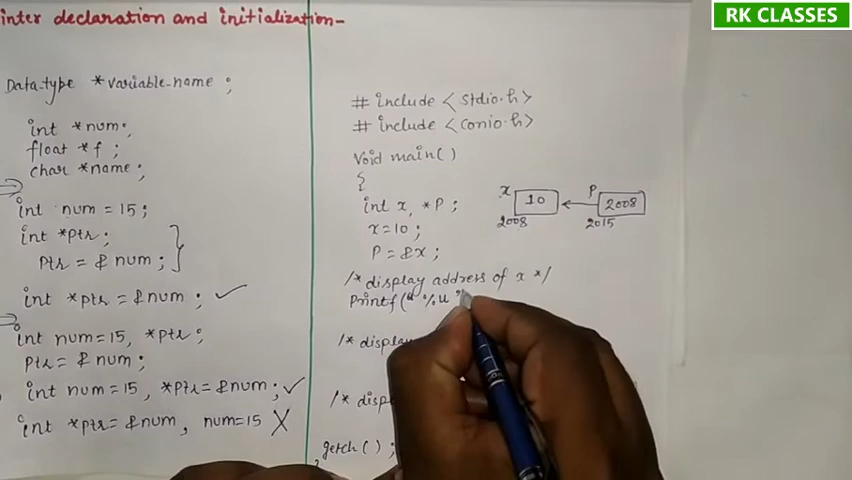 RK CLASSES
inter declaration and initialization-
Data-type *variable-name ;
int *num;
float *f ;
char *name ;
int num = 15;
int *ptr;
ptr = & num ;
int *ptr = & num ;
int num=15, *ptr ;
ptr = & num ;
int num=15, *ptr=&num ;
int *ptr=&num, num=15 X
# include <stdio.h>
# include <conio.h>
Void main( )
{
int x, *P ;
x=10 ;
P = &x ;
x 10 P 2008
2008 2015
/*display address of x */
Printf(" %u "
/* display
/* disp
getch( ) ;